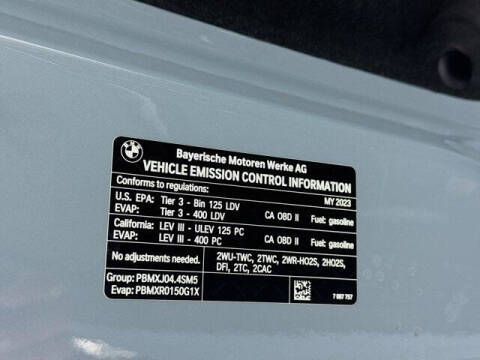 BMW
Bayerische Motoren Werke AG
VEHICLE EMISSION CONTROL INFORMATION
Conforms to regulations: MY 2023
U.S. EPA: Tier 3 - Bin 125 LDV
EVAP: Tier 3 - 400 LDV CA OBD II Fuel: gasoline
California: LEV III - ULEV 125 PC
EVAP: LEV III - 400 PC CA OBD II Fuel: gasoline
No adjustments needed. 2WU-TWC, 2TWC, 2WR-HO2S, 2HO2S,
DFI, 2TC, 2CAC
Group: PBMXJ04.4SM5
Evap: PBMXR0150G1X 7 887 757